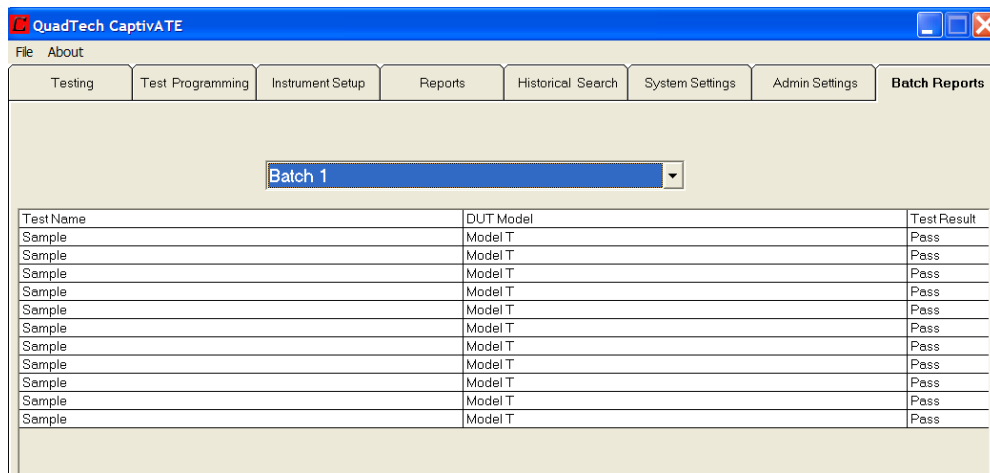 QuadTech CaptivATE
File About
Testing Test Programming Instrument Setup Reports Historical Search System Settings Admin Settings Batch Reports
Batch 1
Test Name DUT Model Test Result
Sample Model T Pass
Sample Model T Pass
Sample Model T Pass
Sample Model T Pass
Sample Model T Pass
Sample Model T Pass
Sample Model T Pass
Sample Model T Pass
Sample Model T Pass
Sample Model T Pass
Sample Model T Pass